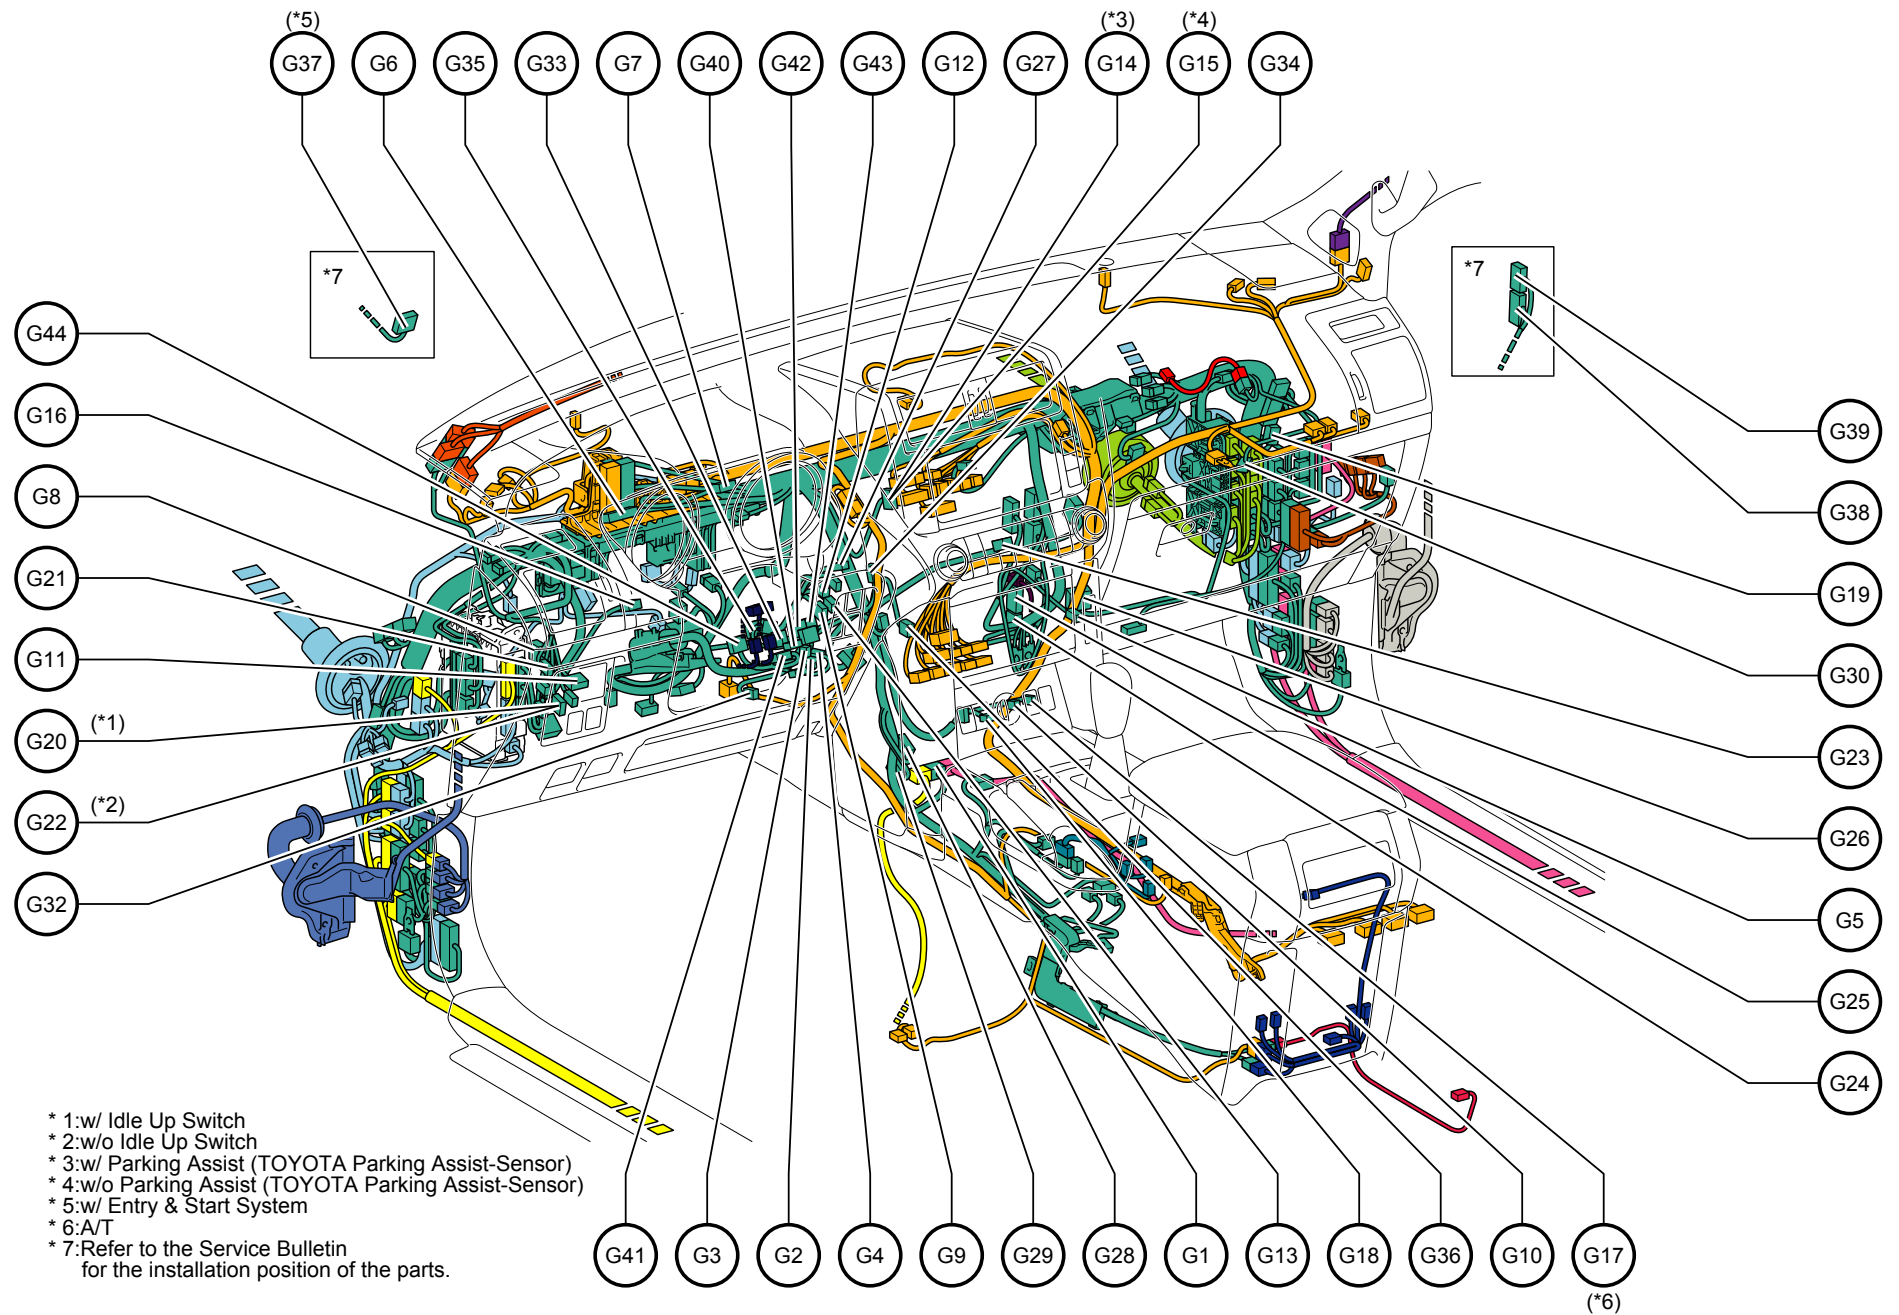 (*5) (*3) (*4)
G37 G6 G35 G33 G7 G40 G42 G43 G12 G27 G14 G15 G34
*7
*7
G44
G16
G8
G21
G11
G20 (*1)
G22 (*2)
G32
G39
G38
G19
G30
G23
G26
G5
G25
G24
* 1:w/ Idle Up Switch
* 2:w/o Idle Up Switch
* 3:w/ Parking Assist (TOYOTA Parking Assist-Sensor)
* 4:w/o Parking Assist (TOYOTA Parking Assist-Sensor)
* 5:w/ Entry & Start System
* 6:A/T
* 7:Refer to the Service Bulletin
for the installation position of the parts.
G41 G3 G2 G4 G9 G29 G28 G1 G13 G18 G36 G10 G17
(*6)